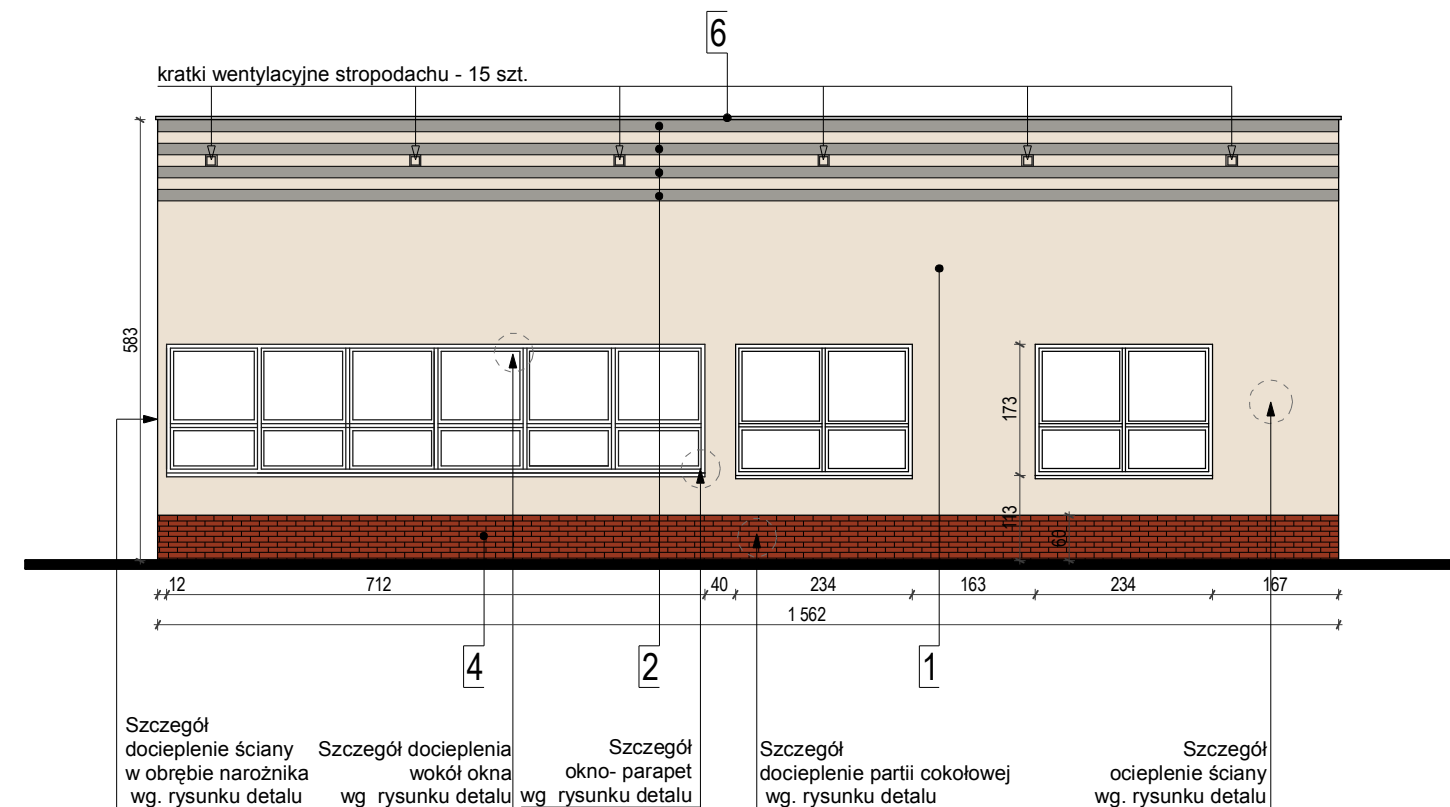 6
kratki wentylacyjne stropodachu - 15 szt.
583
173
113
60
12 712 40 234 163 234 167
1 562
4 2 1
Szczegół
docieplenie ściany
w obrębie narożnika
wg. rysunku detalu
Szczegół docieplenia
wokół okna
wg rysunku detalu
Szczegół
okno- parapet
wg rysunku detalu
Szczegół
docieplenie partii cokołowej
wg. rysunku detalu
Szczegół
ocieplenie ściany
wg. rysunku detalu